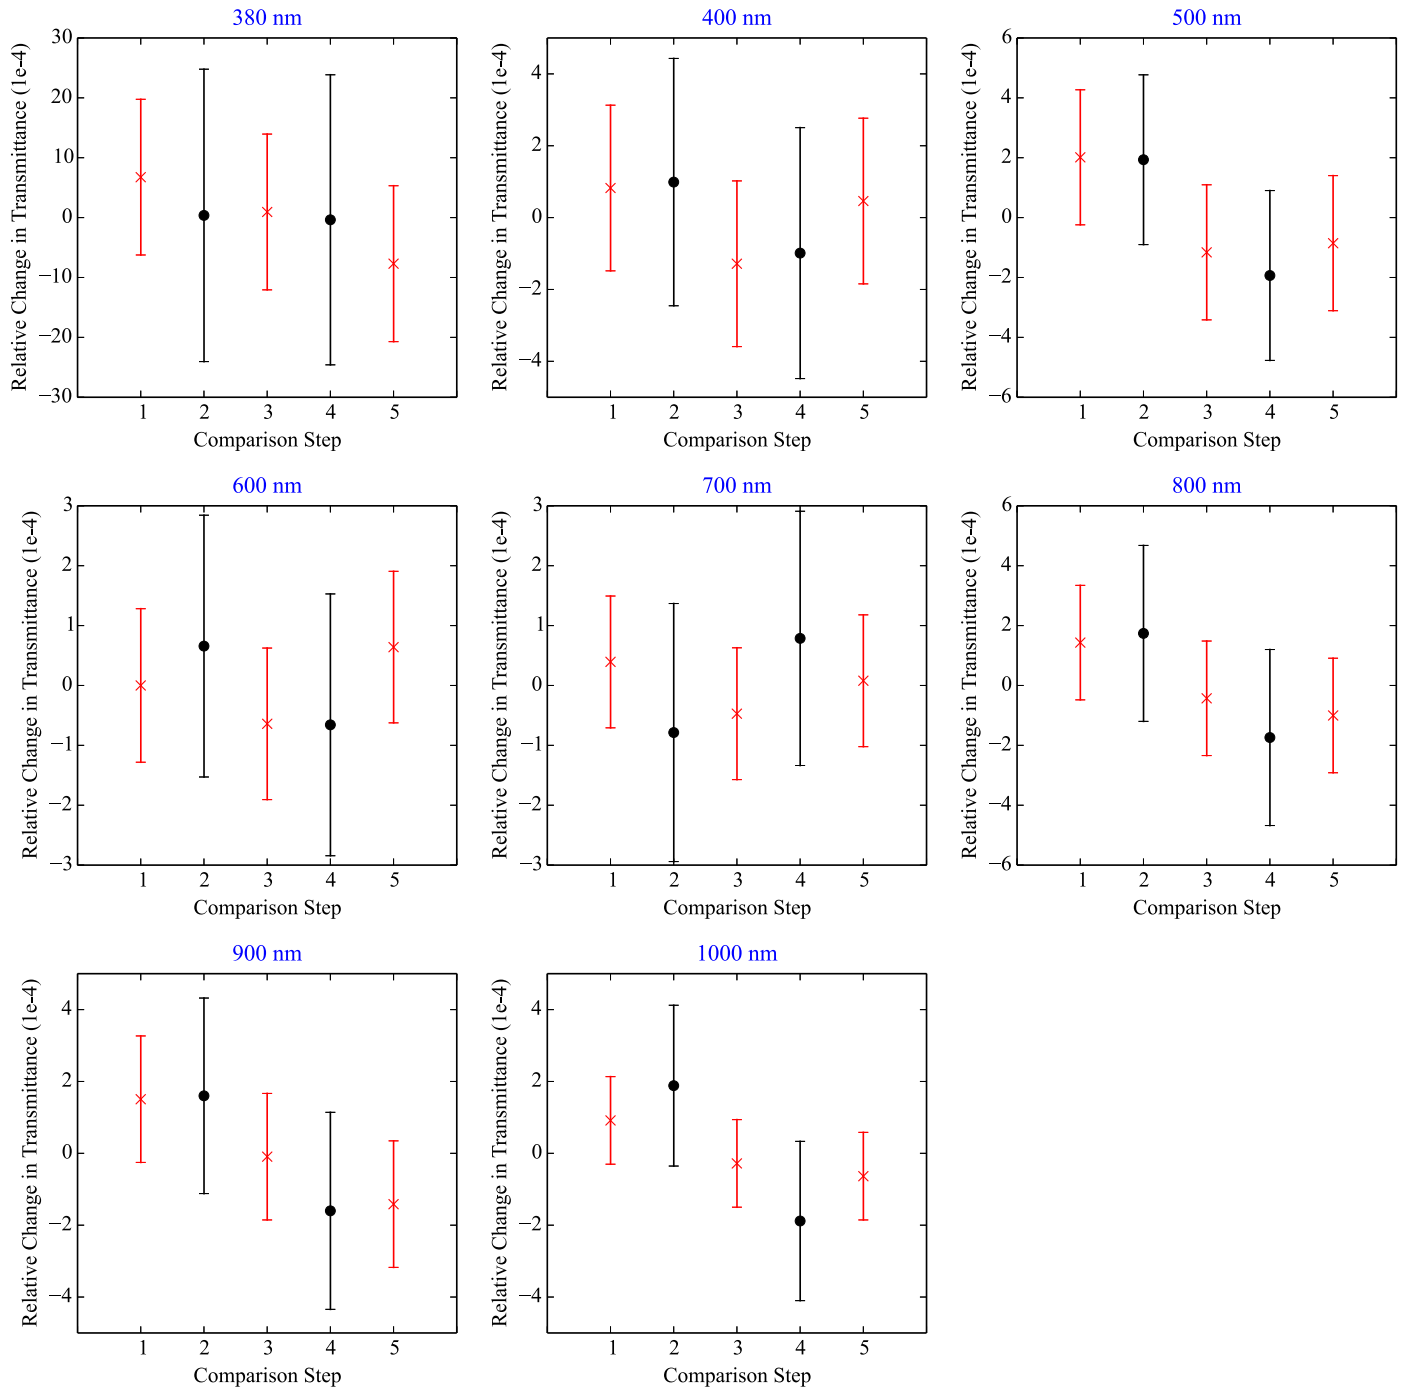 380 nm
Relative Change in Transmittance (1e-4)
30
20
10
0
−10
−20
−30
1 2 3 4 5
Comparison Step
400 nm
Relative Change in Transmittance (1e-4)
4
2
0
−2
−4
1 2 3 4 5
Comparison Step
500 nm
Relative Change in Transmittance (1e-4)
6
4
2
0
−2
−4
−6
1 2 3 4 5
Comparison Step
600 nm
Relative Change in Transmittance (1e-4)
3
2
1
0
−1
−2
−3
1 2 3 4 5
Comparison Step
700 nm
Relative Change in Transmittance (1e-4)
3
2
1
0
−1
−2
−3
1 2 3 4 5
Comparison Step
800 nm
Relative Change in Transmittance (1e-4)
6
4
2
0
−2
−4
−6
1 2 3 4 5
Comparison Step
900 nm
Relative Change in Transmittance (1e-4)
4
2
0
−2
−4
1 2 3 4 5
Comparison Step
1000 nm
Relative Change in Transmittance (1e-4)
4
2
0
−2
−4
1 2 3 4 5
Comparison Step